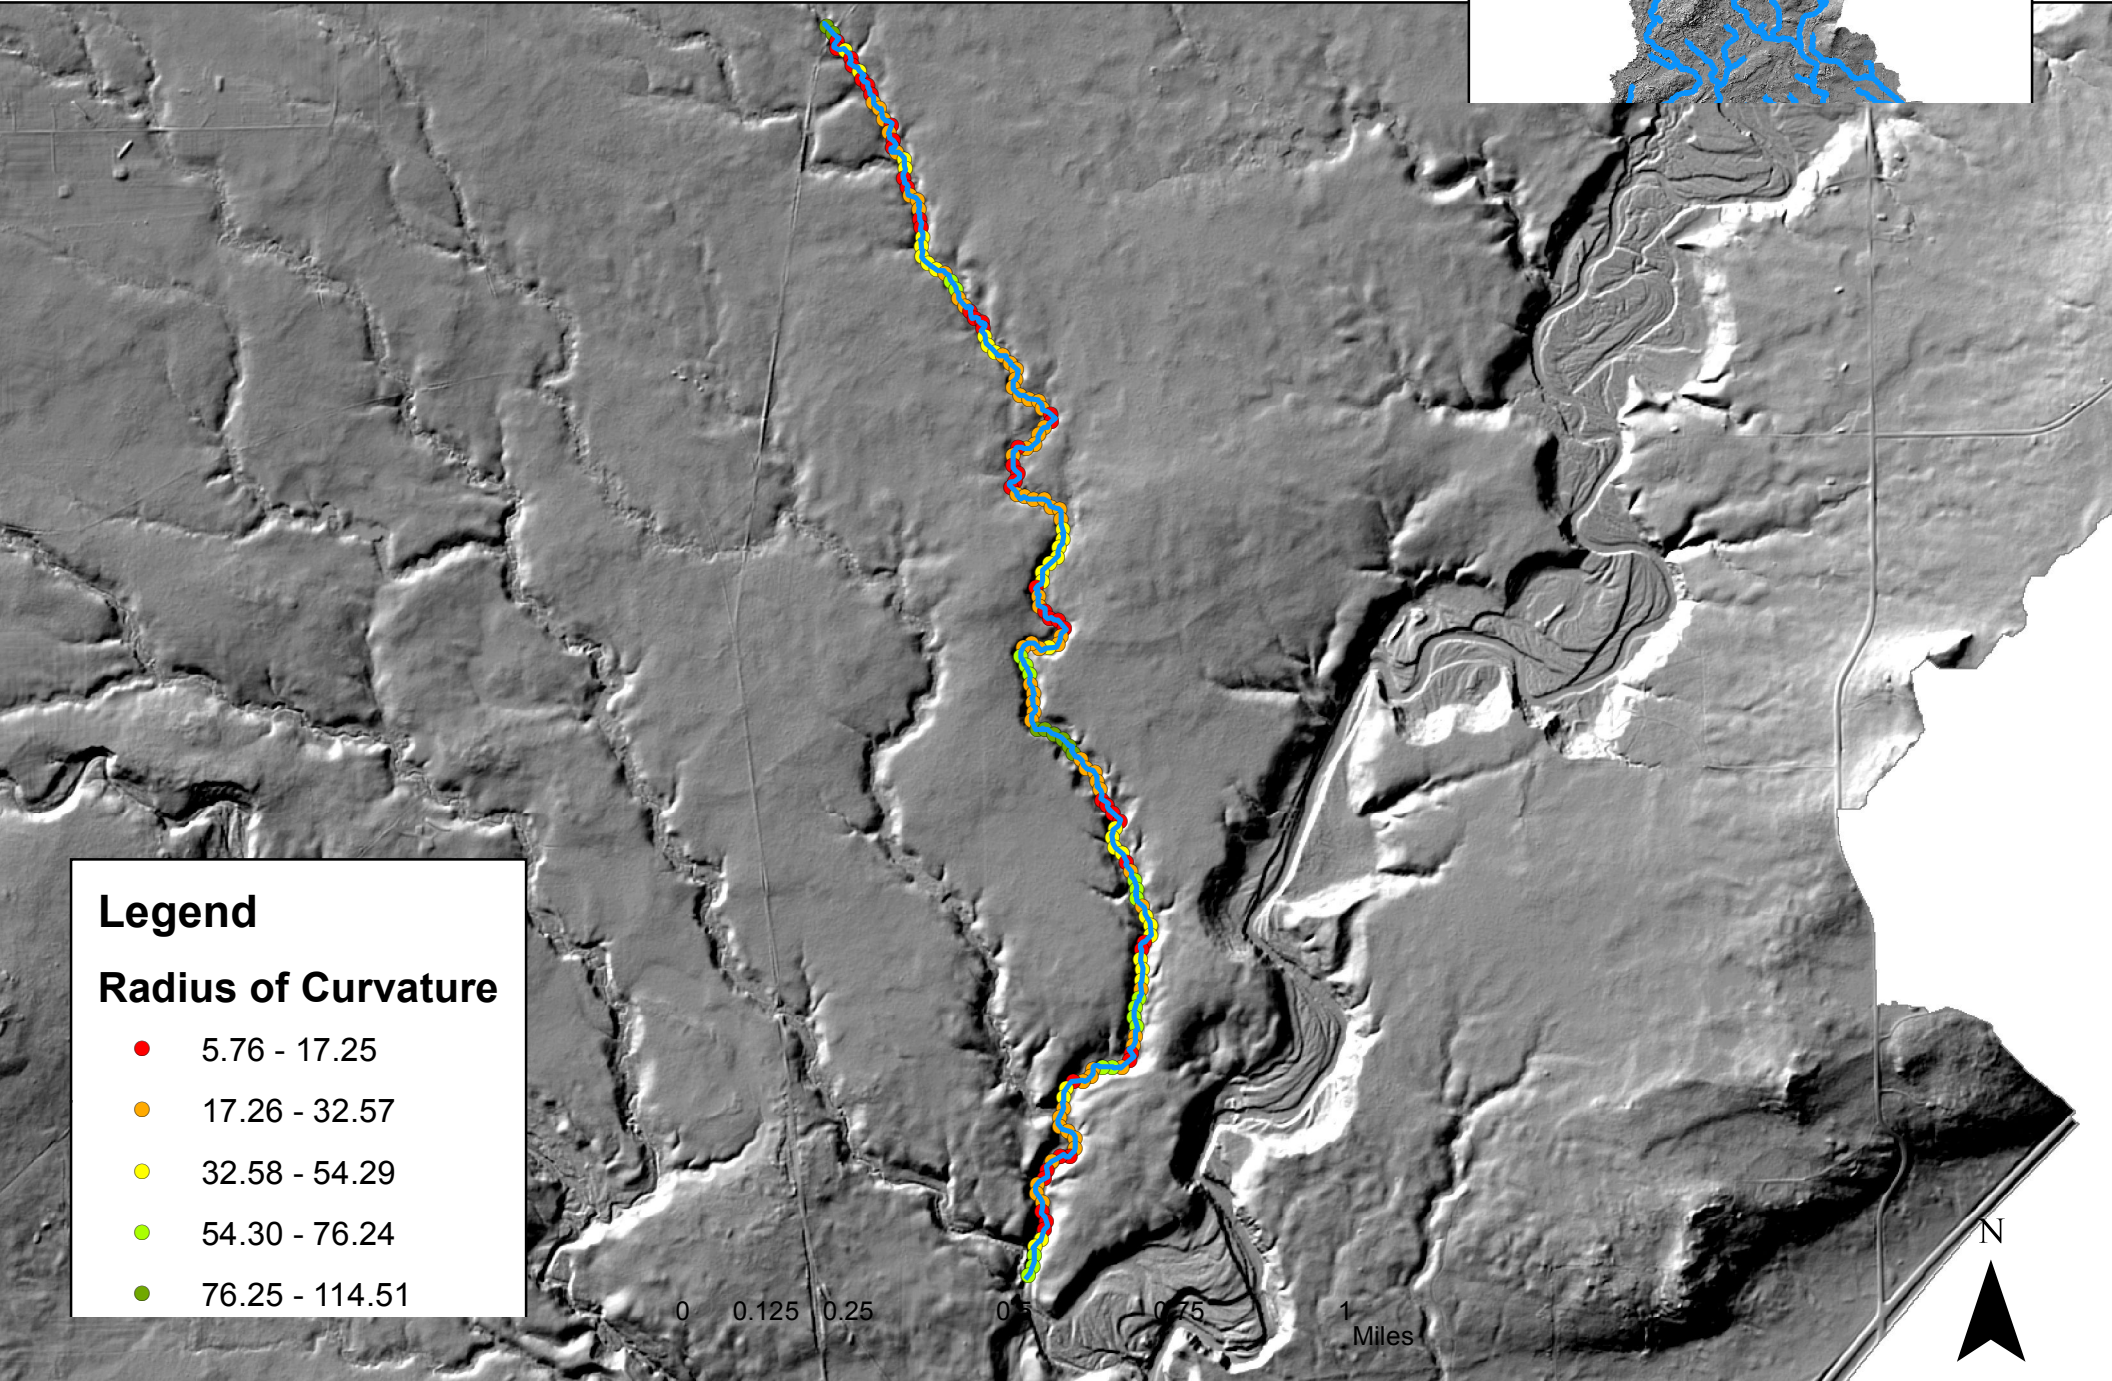 Legend
Radius of Curvature
5.76 - 17.25
17.26 - 32.57
32.58 - 54.29
54.30 - 76.24
76.25 - 114.51
N
0 0.125 0.25 0.5 0.75 1
Miles